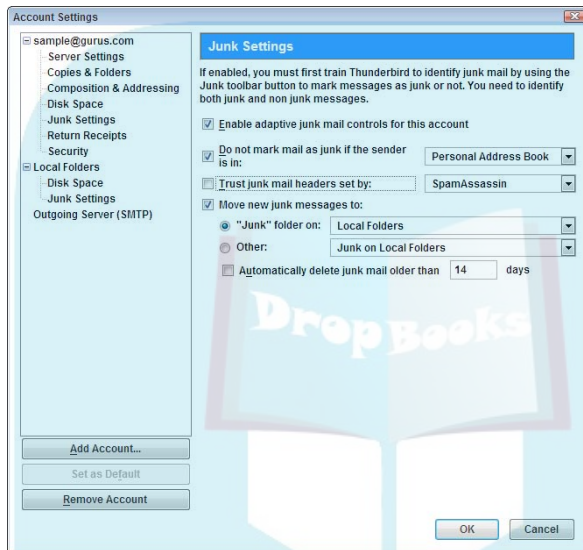 Account Settings
sample@gurus.com
Server Settings
Copies & Folders
Composition & Addressing
Disk Space
Junk Settings
Return Receipts
Security
Local Folders
Disk Space
Junk Settings
Outgoing Server (SMTP)
Add Account...
Set as Default
Remove Account
Junk Settings
If enabled, you must first train Thunderbird to identify junk mail by using the
Junk toolbar button to mark messages as junk or not. You need to identify
both junk and non junk messages.
Enable adaptive junk mail controls for this account
Do not mark mail as junk if the sender
is in:
Personal Address Book
Trust junk mail headers set by:
SpamAssassin
Move new junk messages to:
"Junk" folder on:
Local Folders
Other:
Junk on Local Folders
Automatically delete junk mail older than 14 days
DropBooks
OK
Cancel